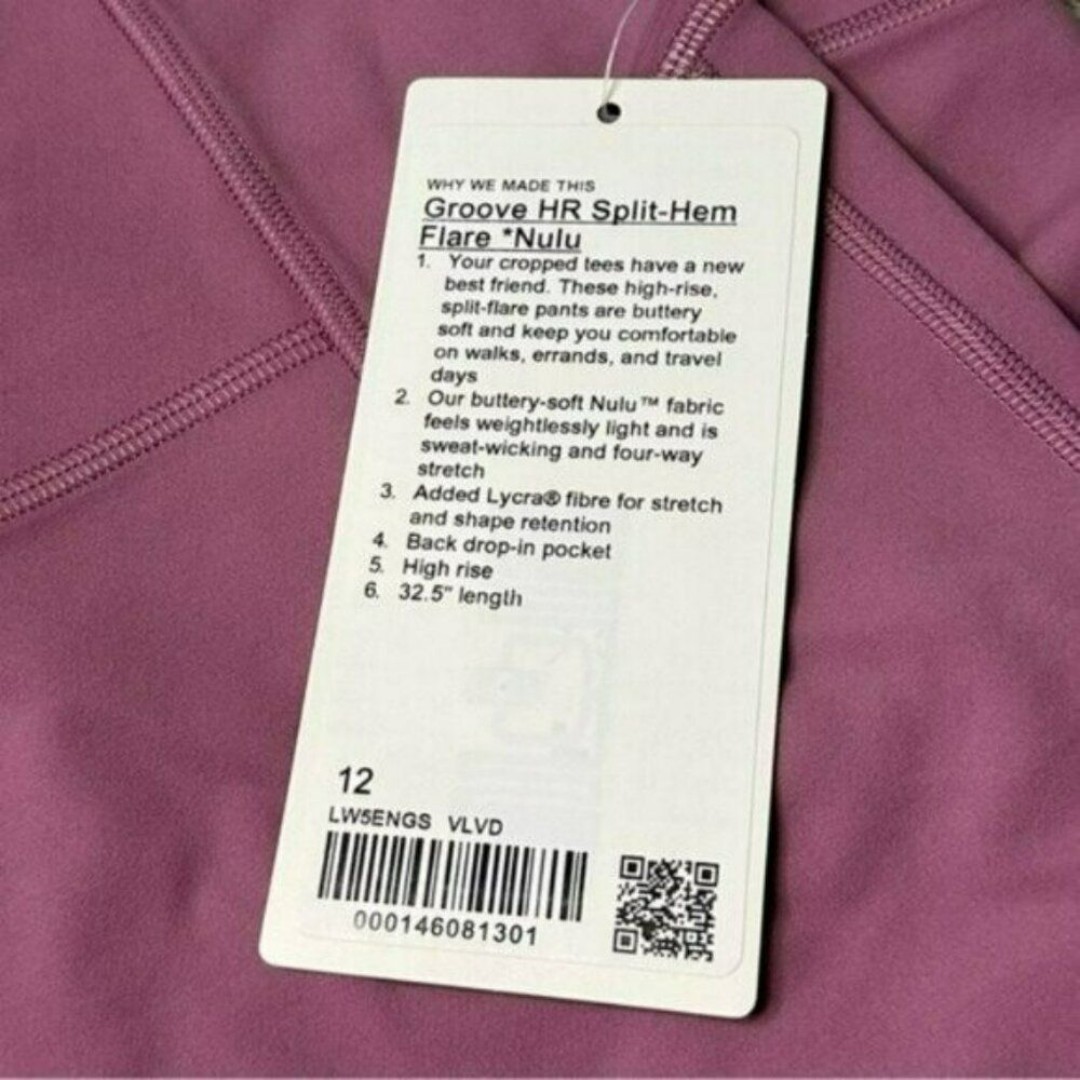 WHY WE MADE THIS
Groove HR Split-Hem
Flare *Nulu
1. Your cropped tees have a new
best friend. These high-rise,
split-flare pants are buttery
soft and keep you comfortable
on walks, errands, and travel
days
2. Our buttery-soft Nulu™ fabric
feels weightlessly light and is
sweat-wicking and four-way
stretch
3. Added Lycra® fibre for stretch
and shape retention
4. Back drop-in pocket
5. High rise
6. 32.5" length
12
LW5ENGS VLVD
000146081301